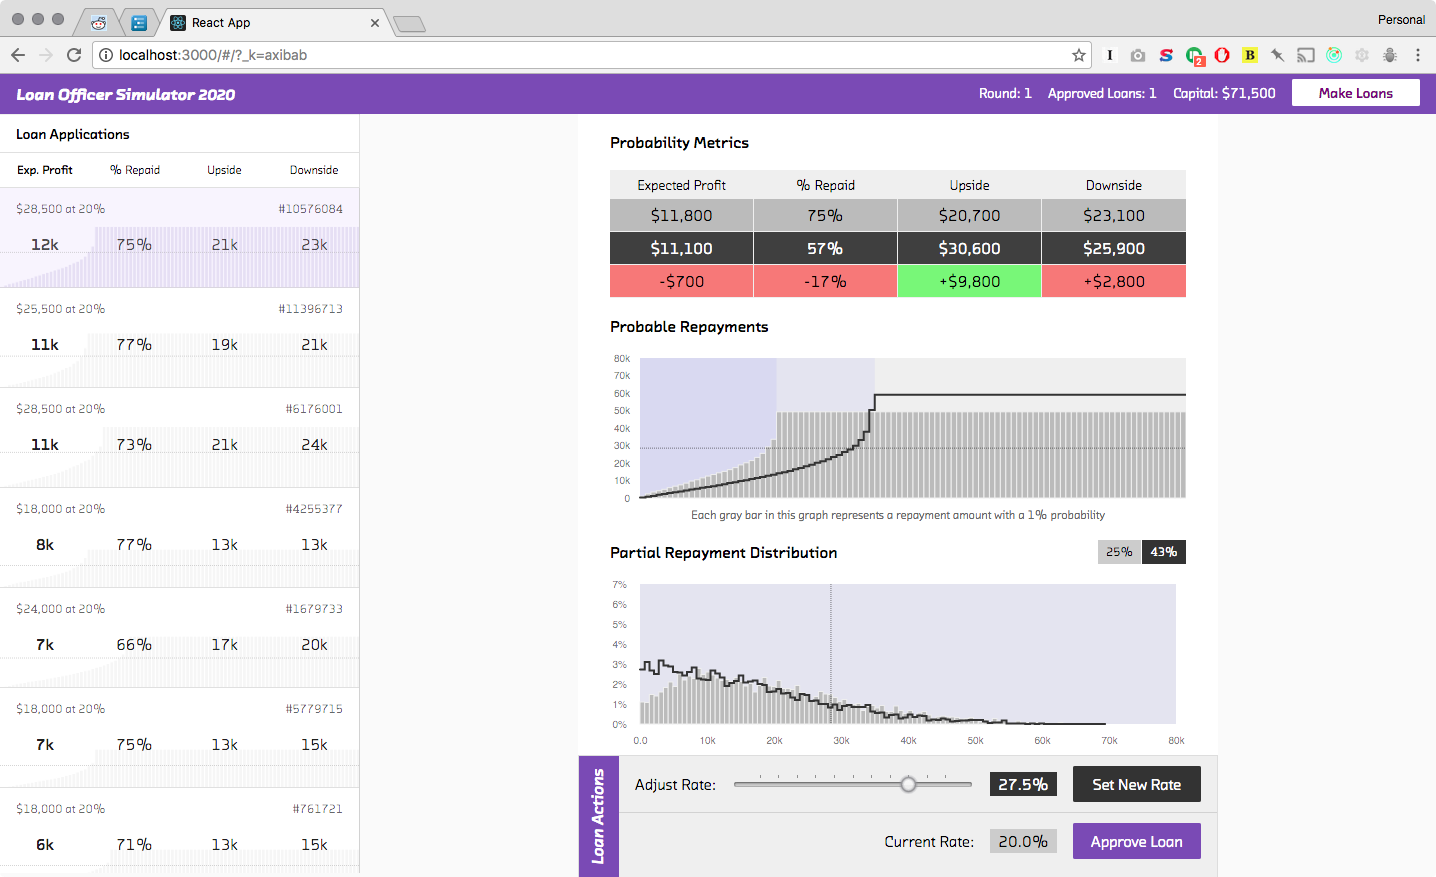 React App
Personal
localhost:3000/#/?_k=axibab
2
B
Loan Officer Simulator 2020
Round: 1 Approved Loans: 1 Capital: $71,500 Make Loans
Loan Applications
Exp. Profit % Repaid Upside Downside
$28,500 at 20% #10576084
12k 75% 21k 23k
$25,500 at 20% #11396713
11k 77% 19k 21k
$28,500 at 20% #6176001
11k 73% 21k 24k
$18,000 at 20% #4255377
8k 77% 13k 13k
$24,000 at 20% #1679733
7k 66% 17k 20k
$18,000 at 20% #5779715
7k 75% 13k 15k
$18,000 at 20% #761721
6k 71% 13k 15k
Probability Metrics
Expected Profit % Repaid Upside Downside
$11,800 75% $20,700 $23,100
$11,100 57% $30,600 $25,900
-$700 -17% +$9,800 +$2,800
Probable Repayments
80k
70k
60k
50k
40k
30k
20k
10k
0
Each gray bar in this graph represents a repayment amount with a 1% probability
Partial Repayment Distribution 25% 43%
7%
6%
5%
4%
3%
2%
1%
0%
0.0 10k 20k 30k 40k 50k 60k 70k 80k
Loan Actions
Adjust Rate: 27.5% Set New Rate
Current Rate: 20.0% Approve Loan